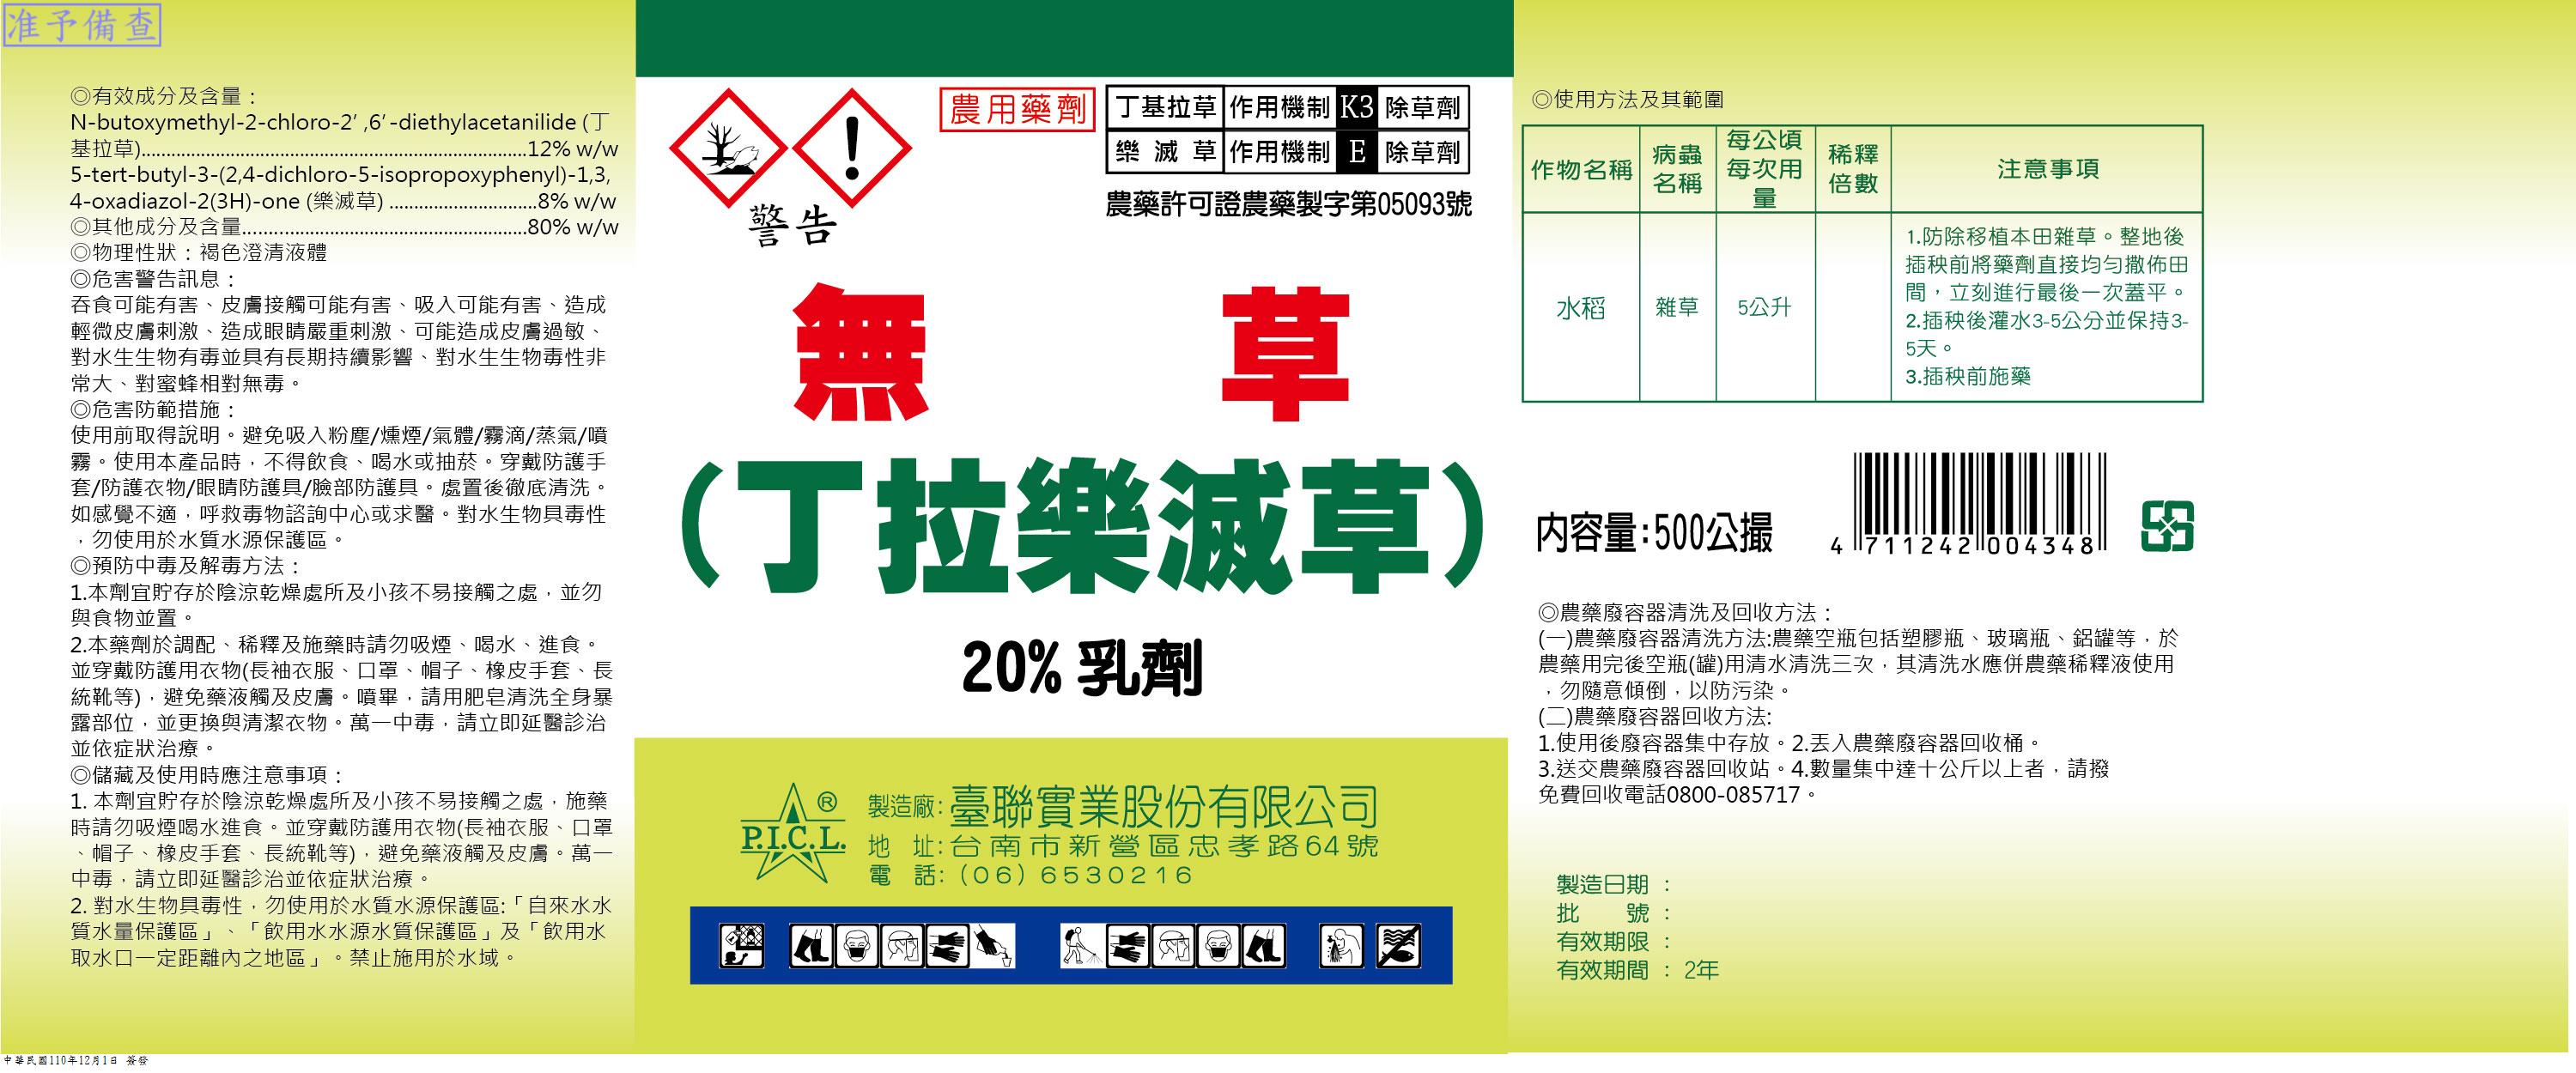 准予備查
◎有效成分及含量：
N-butoxymethyl-2-chloro-2′,6′-diethylacetanilide (丁
基拉草)..............................................................................12% w/w
5-tert-butyl-3-(2,4-dichloro-5-isopropoxyphenyl)-1,3,
4-oxadiazol-2(3H)-one (樂滅草) ..............................8% w/w
◎其他成分及含量..........................................................80% w/w
◎物理性狀：褐色澄清液體
◎危害警告訊息：
吞食可能有害、皮膚接觸可能有害、吸入可能有害、造成
輕微皮膚刺激、造成眼睛嚴重刺激、可能造成皮膚過敏、
對水生生物有毒並具有長期持續影響、對水生生物毒性非
常大、對蜜蜂相對無毒。
◎危害防範措施：
使用前取得說明。避免吸入粉塵/燻煙/氣體/霧滴/蒸氣/噴
霧。使用本產品時，不得飲食、喝水或抽菸。穿戴防護手
套/防護衣物/眼睛防護具/臉部防護具。處置後徹底清洗。
如感覺不適，呼救毒物諮詢中心或求醫。對水生物具毒性
，勿使用於水質水源保護區。
◎預防中毒及解毒方法：
1.本劑宜貯存於陰涼乾燥處所及小孩不易接觸之處，並勿
與食物並置。
2.本藥劑於調配、稀釋及施藥時請勿吸煙、喝水、進食。
並穿戴防護用衣物(長袖衣服、口罩、帽子、橡皮手套、長
統靴等)，避免藥液觸及皮膚。噴畢，請用肥皂清洗全身暴
露部位，並更換與清潔衣物。萬一中毒，請立即延醫診治
並依症狀治療。
◎儲藏及使用時應注意事項：
1. 本劑宜貯存於陰涼乾燥處所及小孩不易接觸之處，施藥
時請勿吸煙喝水進食。並穿戴防護用衣物(長袖衣服、口罩
、帽子、橡皮手套、長統靴等)，避免藥液觸及皮膚。萬一
中毒，請立即延醫診治並依症狀治療。
2. 對水生物具毒性，勿使用於水質水源保護區:「自來水水
質水量保護區」、「飲用水水源水質保護區」及「飲用水
取水口一定距離內之地區」。禁止施用於水域。
中華民國110年12月1日 簽發
警告
農用藥劑
丁基拉草 作用機制 K3 除草劑
樂滅草 作用機制 E 除草劑
農藥許可證農藥製字第05093號
無草
(丁拉樂滅草)
20% 乳劑
P.I.C.L. ®
製造廠:臺聯實業股份有限公司
地 址:台南市新營區忠孝路64號
電 話:(06)6530216
◎使用方法及其範圍
作物名稱 病蟲名稱 每公頃每次用量 稀釋倍數 注意事項
水稻 雜草 5公升
1.防除移植本田雜草。整地後
插秧前將藥劑直接均勻撒佈田
間，立刻進行最後一次蓋平。
2.插秧後灌水3-5公分並保持3-
5天。
3.插秧前施藥
內容量:500公撮
4 711242 004348
◎農藥廢容器清洗及回收方法：
(一)農藥廢容器清洗方法:農藥空瓶包括塑膠瓶、玻璃瓶、鋁罐等，於
農藥用完後空瓶(罐)用清水清洗三次，其清洗水應併農藥稀釋液使用
，勿隨意傾倒，以防污染。
(二)農藥廢容器回收方法:
1.使用後廢容器集中存放。2.丟入農藥廢容器回收桶。
3.送交農藥廢容器回收站。4.數量集中達十公斤以上者，請撥
免費回收電話0800-085717。
製造日期：
批 號：
有效期限：
有效期間：2年